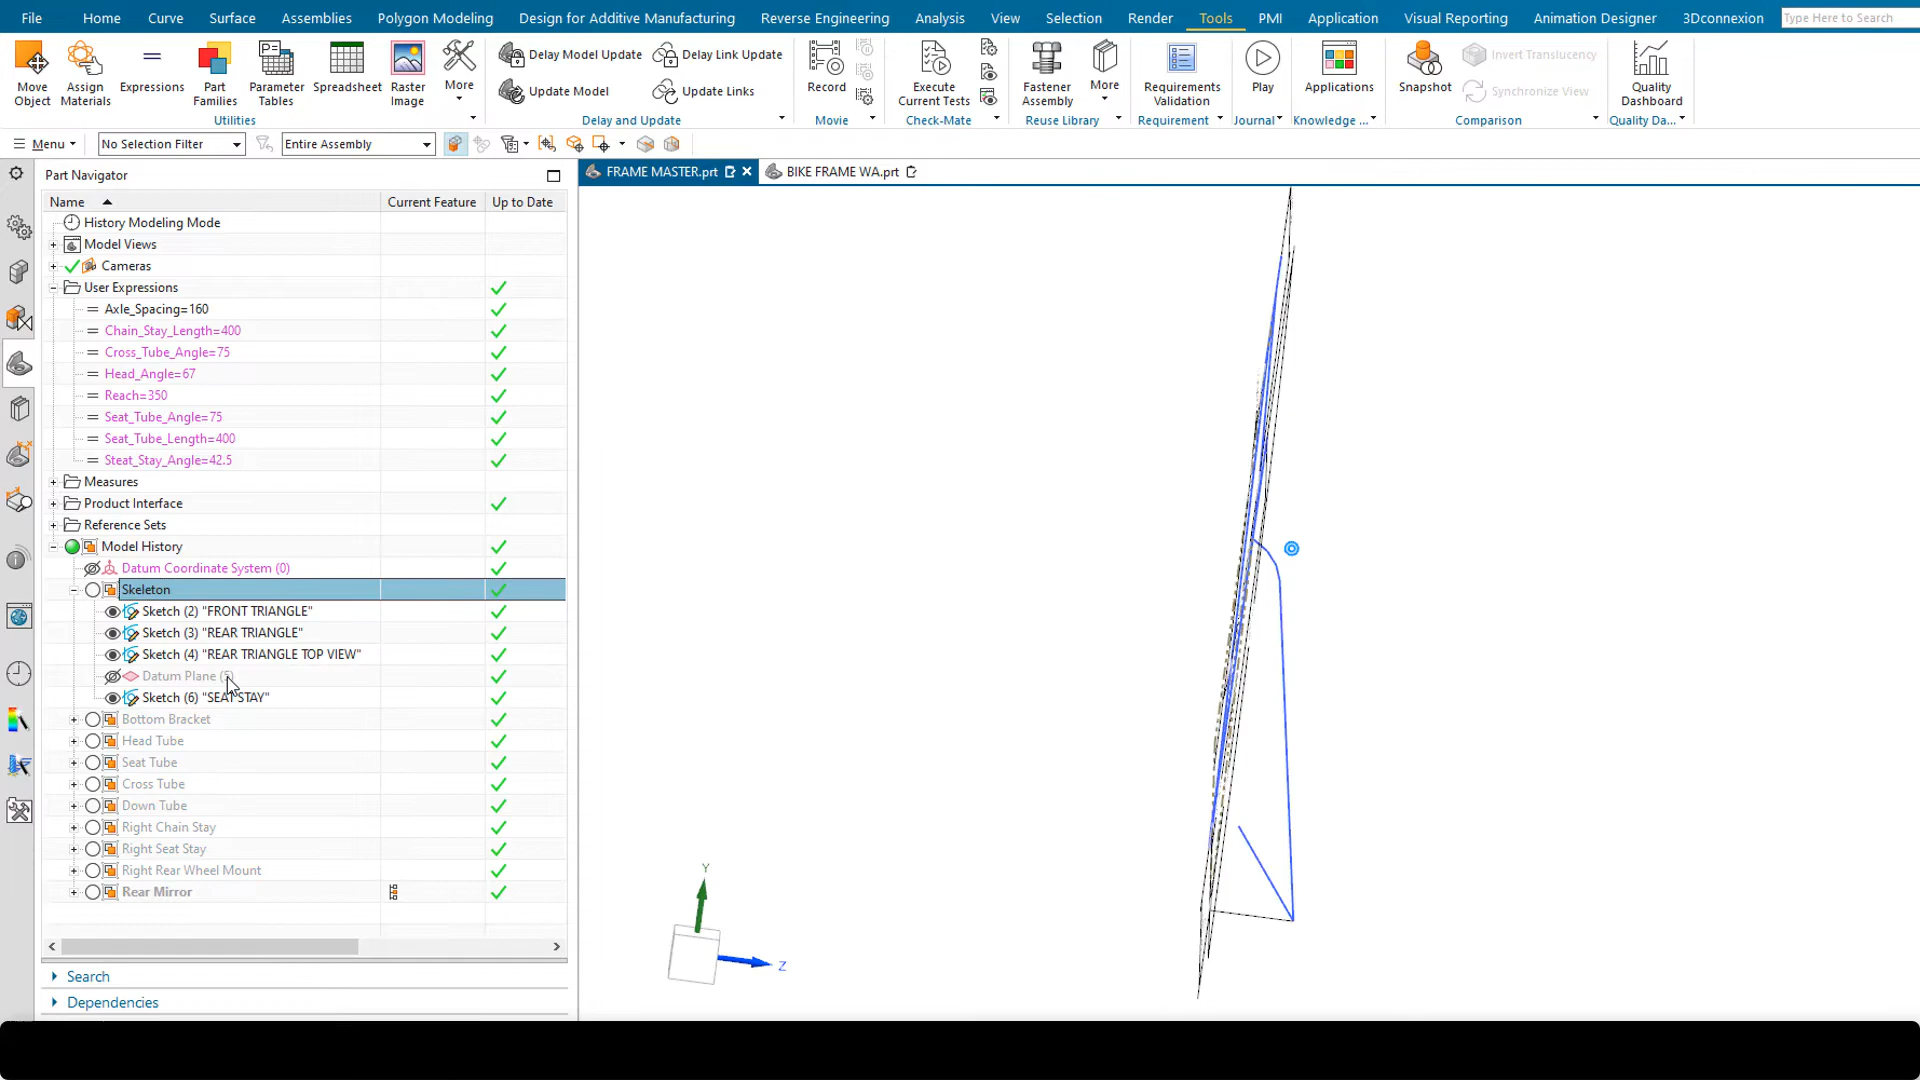 File Home Curve Surface Assemblies Polygon Modeling Design for Additive Manufacturing Reverse Engineering Analysis View Selection Render Tools PMI Application Visual Reporting Animation Designer 3Dconnexion Type Here to Search
Move Object
Assign Materials
Expressions
Part Families
Parameter Tables
Spreadsheet
Raster Image
More
Utilities
Delay Model Update
Delay Link Update
Update Model
Update Links
Delay and Update
Record
Movie
Execute Current Tests
Check-Mate
Fastener Assembly
More
Reuse Library
Requirements Validation
Requirement
Play
Journal
Applications
Knowledge ...
Snapshot
Invert Translucency
Synchronize View
Comparison
Quality Dashboard
Quality Da...
Menu No Selection Filter Entire Assembly
Part Navigator
FRAME MASTER.prt BIKE FRAME WA.prt
Name Current Feature Up to Date
History Modeling Mode
Model Views
Cameras
User Expressions
Axle_Spacing=160
Chain_Stay_Length=400
Cross_Tube_Angle=75
Head_Angle=67
Reach=350
Seat_Tube_Angle=75
Seat_Tube_Length=400
Steat_Stay_Angle=42.5
Measures
Product Interface
Reference Sets
Model History
Datum Coordinate System (0)
Skeleton
Sketch (2) "FRONT TRIANGLE"
Sketch (3) "REAR TRIANGLE"
Sketch (4) "REAR TRIANGLE TOP VIEW"
Datum Plane
Sketch (6) "SEAT STAY"
Bottom Bracket
Head Tube
Seat Tube
Cross Tube
Down Tube
Right Chain Stay
Right Seat Stay
Right Rear Wheel Mount
Rear Mirror
Search
Dependencies
Y
Z